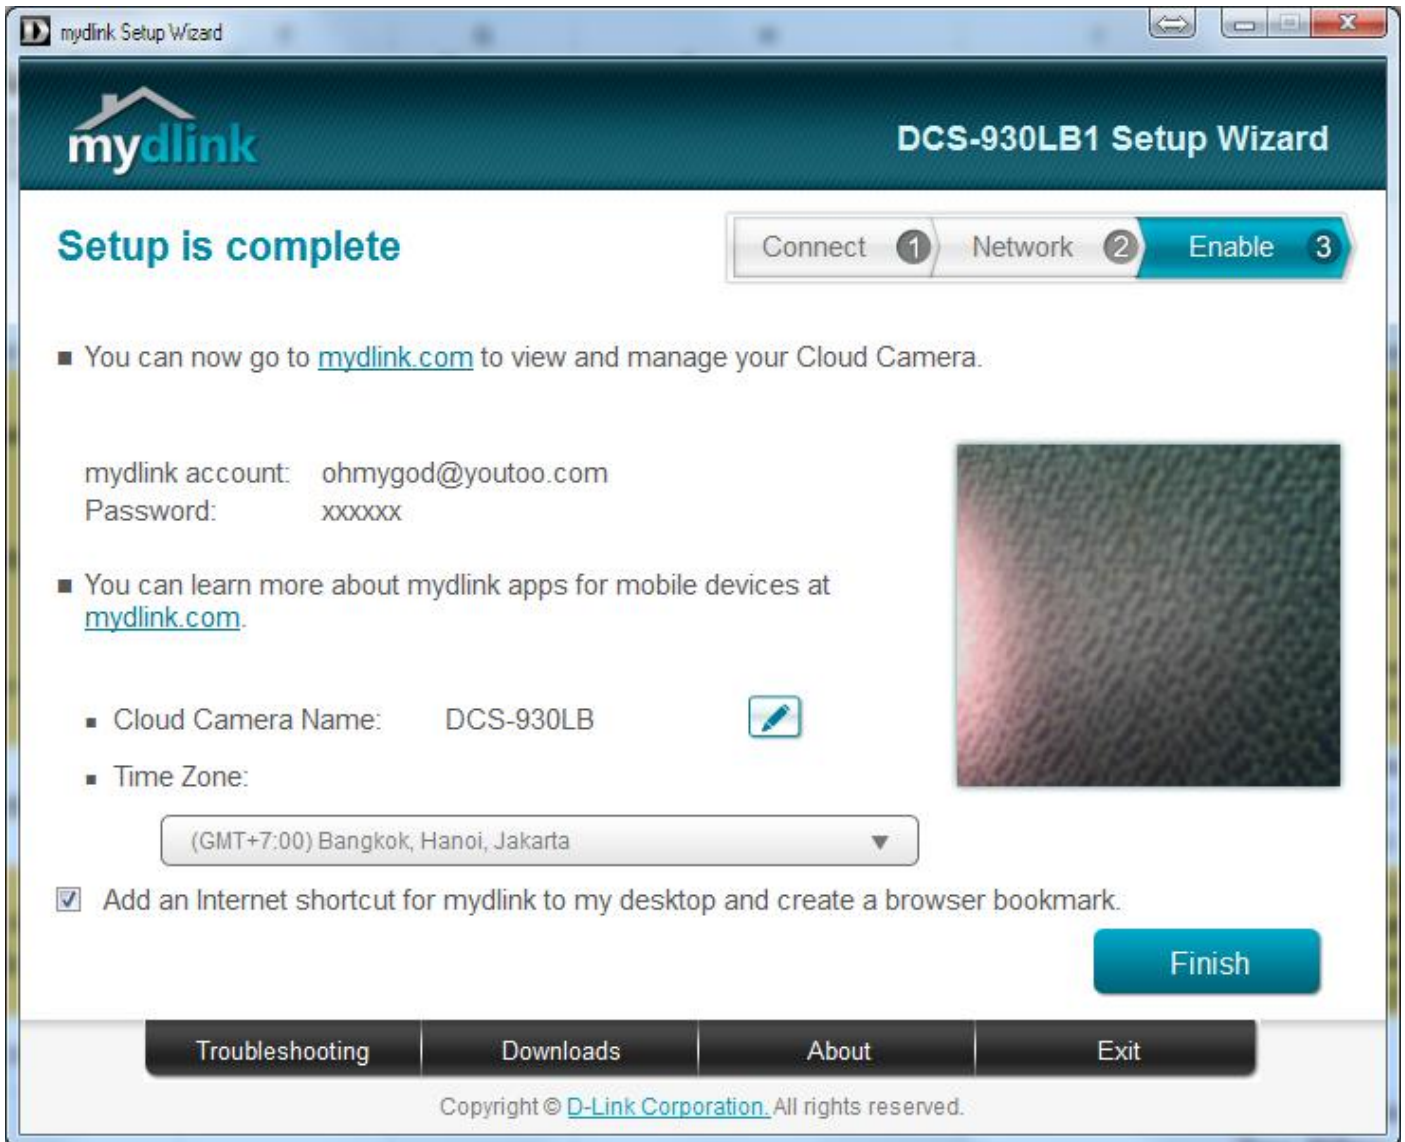 mydlink Setup Wizard
mydlink
DCS-930LB1 Setup Wizard
Setup is complete
Connect 1 Network 2 Enable 3
■ You can now go to mydlink.com to view and manage your Cloud Camera.
mydlink account: ohmygod@youtoo.com
Password: xxxxxx
■ You can learn more about mydlink apps for mobile devices at
mydlink.com.
▪ Cloud Camera Name: DCS-930LB
▪ Time Zone:
(GMT+7:00) Bangkok, Hanoi, Jakarta
Add an Internet shortcut for mydlink to my desktop and create a browser bookmark.
Finish
Troubleshooting Downloads About Exit
Copyright © D-Link Corporation. All rights reserved.